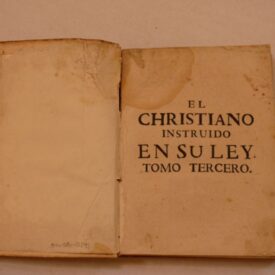 EL
CHRISTIANO
INSTRUIDO
EN SU LEY.
TOMO TERCERO.